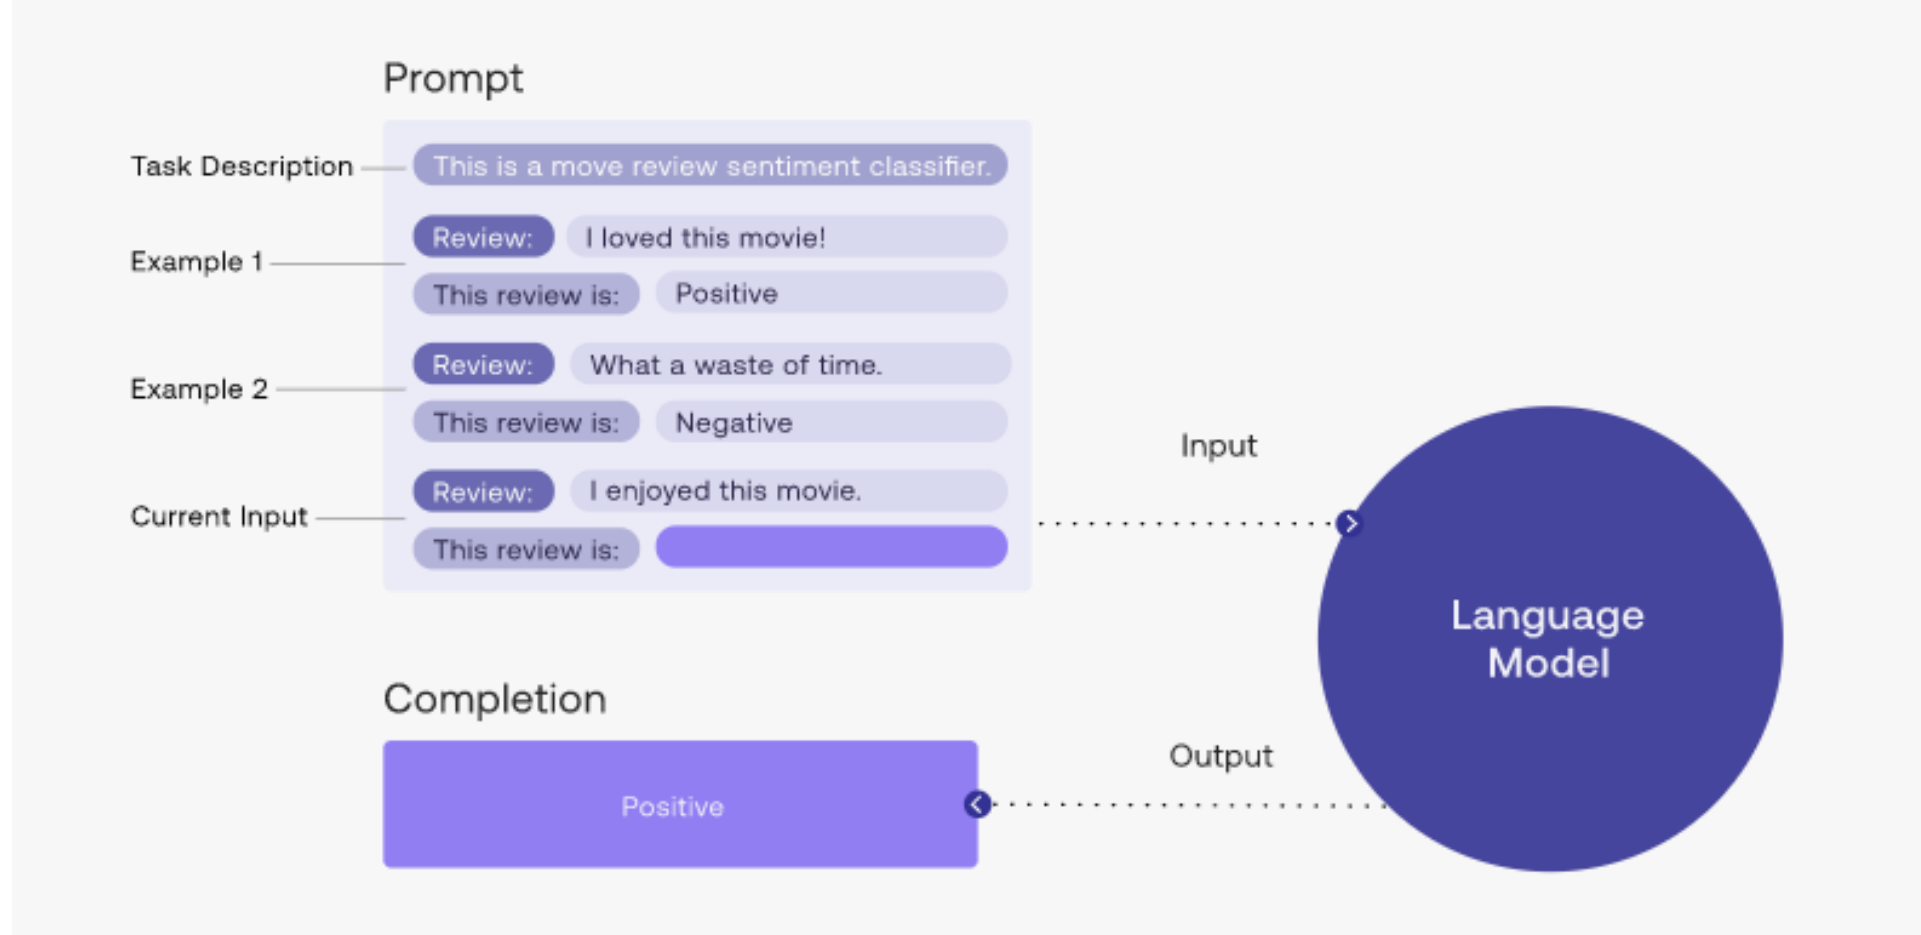 Prompt
Task Description
This is a move review sentiment classifier.
Example 1
Review: I loved this movie!
This review is: Positive
Example 2
Review: What a waste of time.
This review is: Negative
Current Input
Review: I enjoyed this movie.
This review is:
Input
Language
Model
Completion
Positive
Output